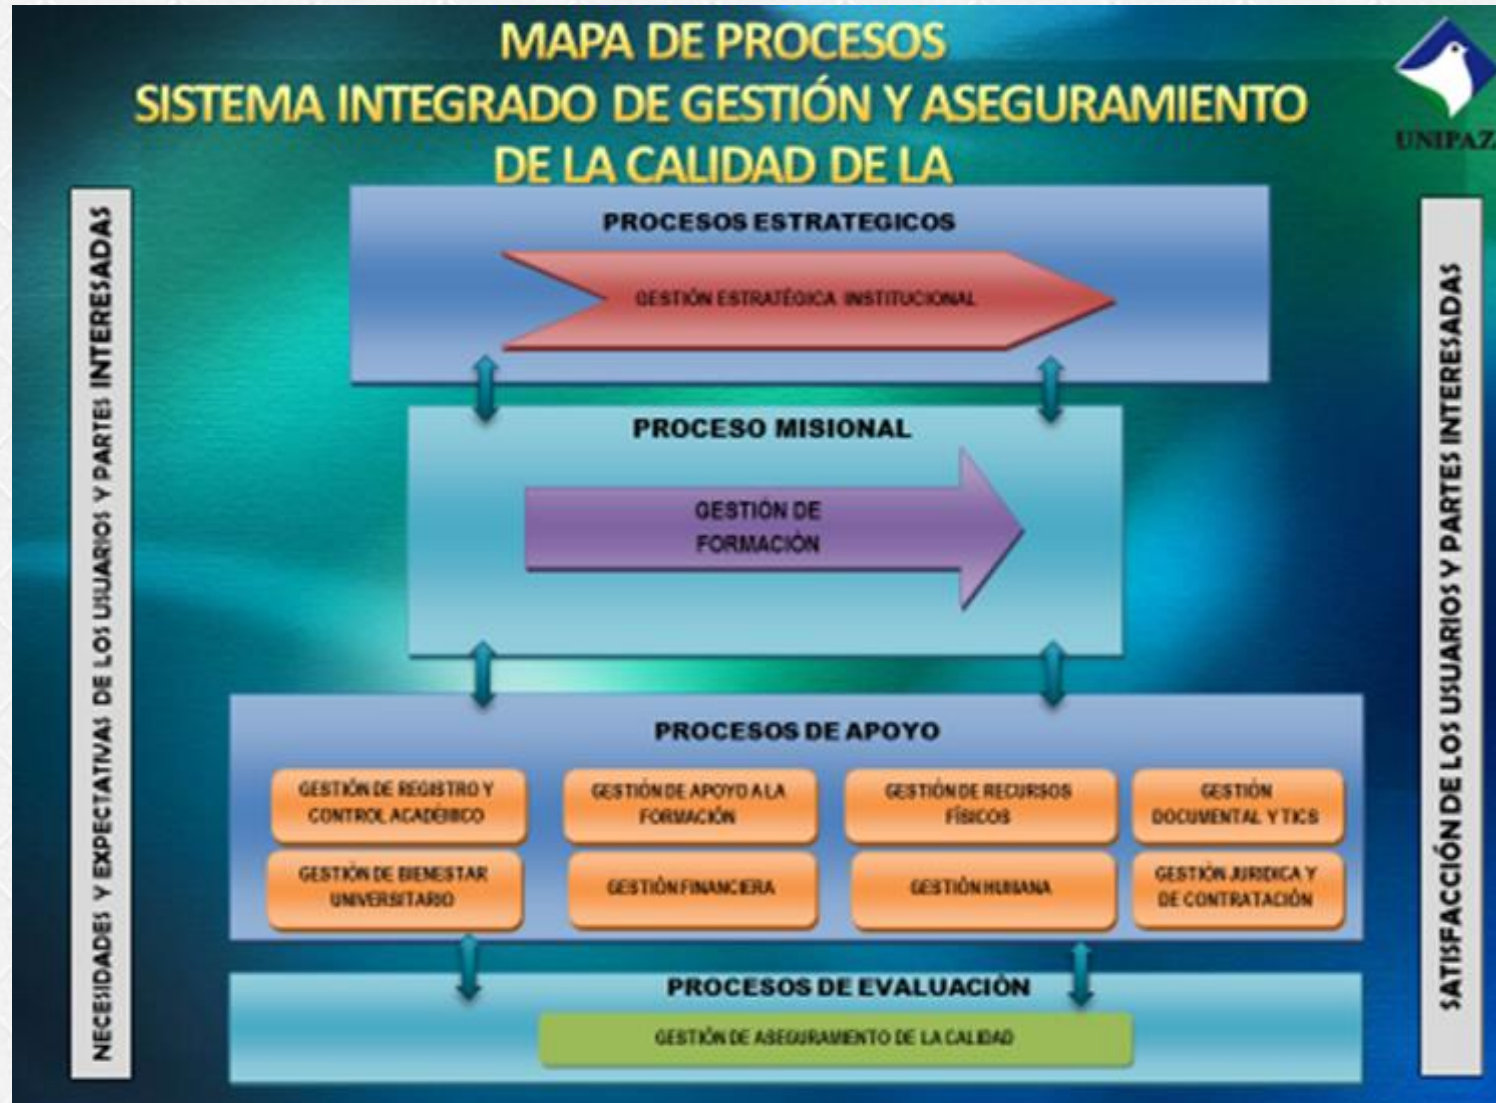 MAPA DE PROCESOS
SISTEMA INTEGRADO DE GESTIÓN Y ASEGURAMIENTO
DE LA CALIDAD DE LA
UNIPAZ
NECESIDADES Y EXPECTATIVAS DE LOS USUARIOS Y PARTES INTERESADAS
PROCESOS ESTRATEGICOS
GESTIÓN ESTRATÉGICA INSTITUCIONAL
PROCESO MISIONAL
GESTIÓN DE
FORMACIÓN
PROCESOS DE APOYO
GESTIÓN DE REGISTRO Y
CONTROL ACADÉMICO
GESTIÓN DE APOYO A LA
FORMACIÓN
GESTIÓN DE RECURSOS
FÍSICOS
GESTIÓN
DOCUMENTAL Y TICS
GESTIÓN DE BIENESTAR
UNIVERSITARIO
GESTIÓN FINANCIERA
GESTIÓN HUMANA
GESTIÓN JURIDICA Y
DE CONTRATACIÓN
PROCESOS DE EVALUACIÓN
GESTIÓN DE ASEGURAMIENTO DE LA CALIDAD
SATISFACCIÓN DE LOS USUARIOS Y PARTES INTERESADAS